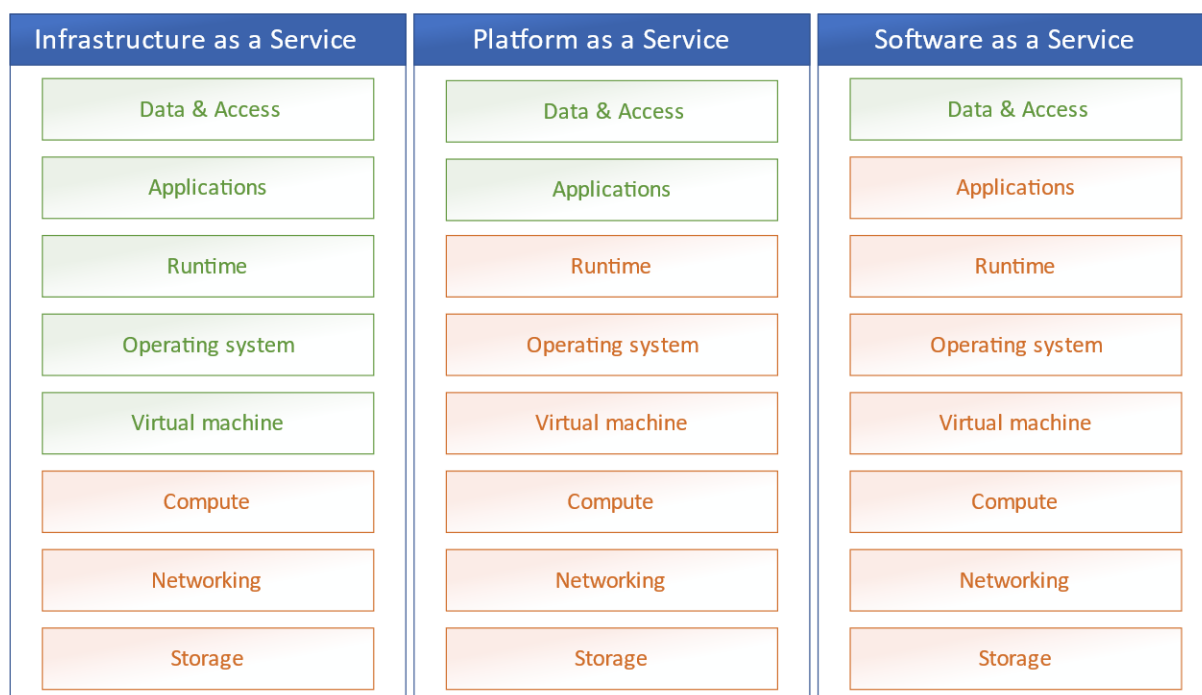 Infrastructure as a Service
Data & Access
Applications
Runtime
Operating system
Virtual machine
Compute
Networking
Storage
Platform as a Service
Data & Access
Applications
Runtime
Operating system
Virtual machine
Compute
Networking
Storage
Software as a Service
Data & Access
Applications
Runtime
Operating system
Virtual machine
Compute
Networking
Storage